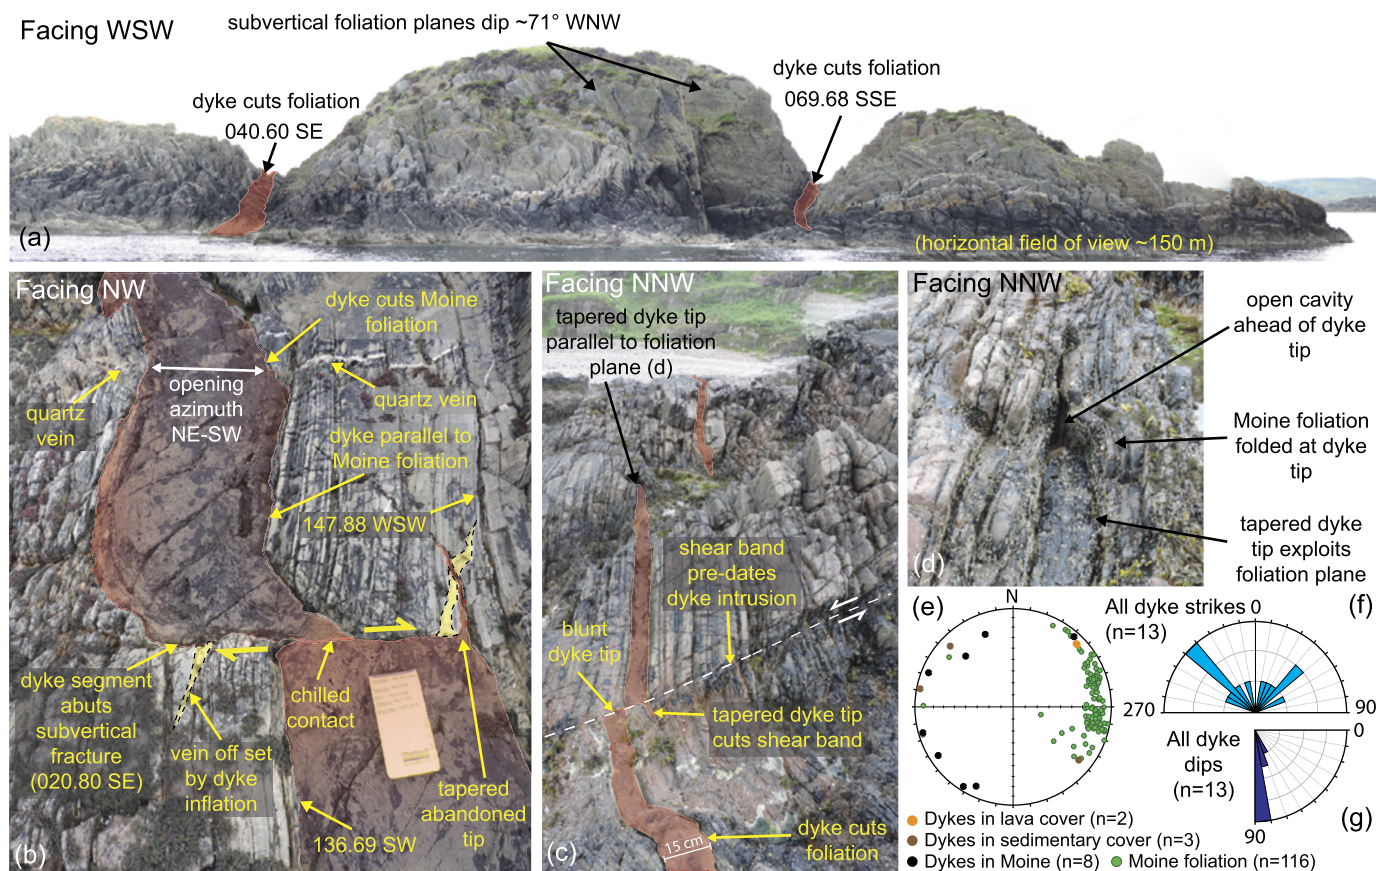 Facing WSW
subvertical foliation planes dip ~71° WNW
dyke cuts foliation
040.60 SE
dyke cuts foliation
069.68 SSE
(a)
(horizontal field of view ~150 m)
Facing NW
dyke cuts Moine
foliation
quartz
vein
opening
azimuth
NE-SW
quartz vein
dyke parallel to
Moine foliation
147.88 WSW
dyke segment
abuts
subvertical
fracture
(020.80 SE)
chilled
contact
vein off set
by dyke
inflation
tapered
abandoned
tip
136.69 SW
(b)
Facing NNW
tapered dyke tip
parallel to foliation
plane (d)
shear band
pre-dates
dyke intrusion
blunt
dyke tip
tapered dyke tip
cuts shear band
dyke cuts
foliation
15 cm
(c)
Facing NNW
open cavity
ahead of dyke
tip
Moine foliation
folded at dyke
tip
tapered dyke
tip exploits
foliation plane
(d)
(e)
N
Dykes in lava cover (n=2)
Dykes in sedimentary cover (n=3)
Dykes in Moine (n=8)
Moine foliation (n=116)
All dyke strikes
(n=13)
0
(f)
270
90
All dyke
dips
(n=13)
0
90
(g)